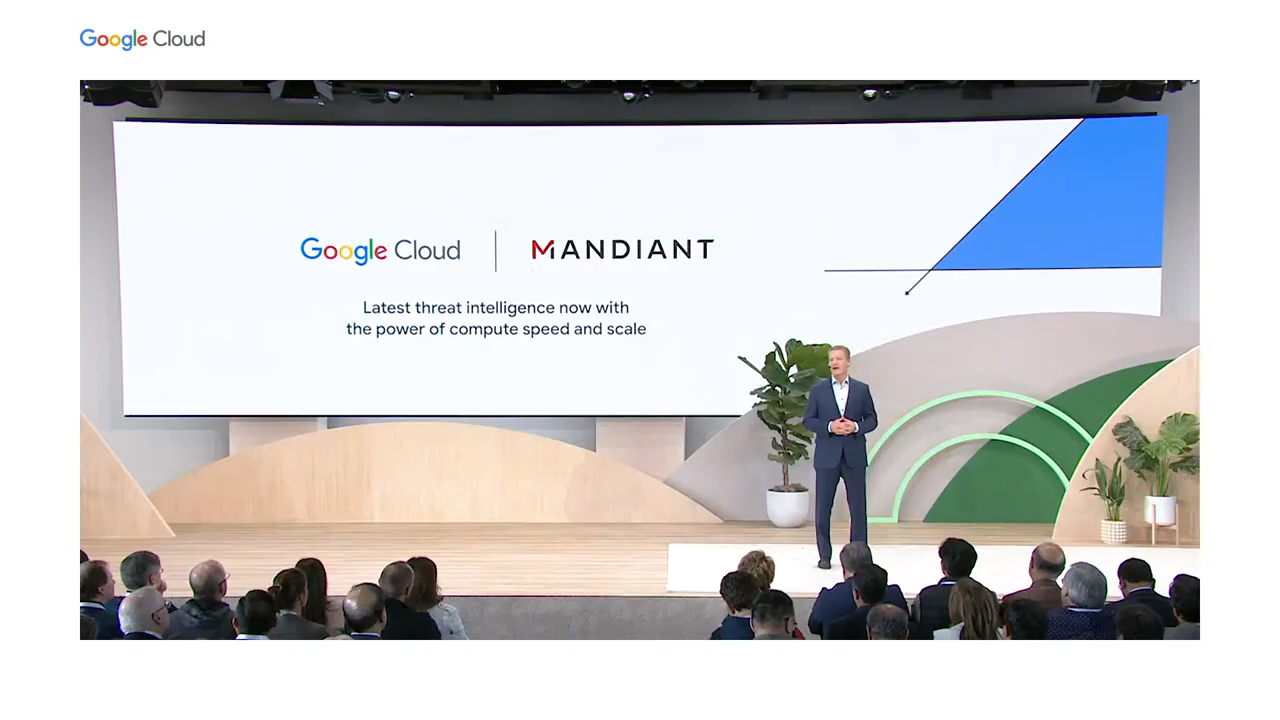 Google Cloud
Google Cloud | MANDIANT
Latest threat intelligence now with
the power of compute speed and scale